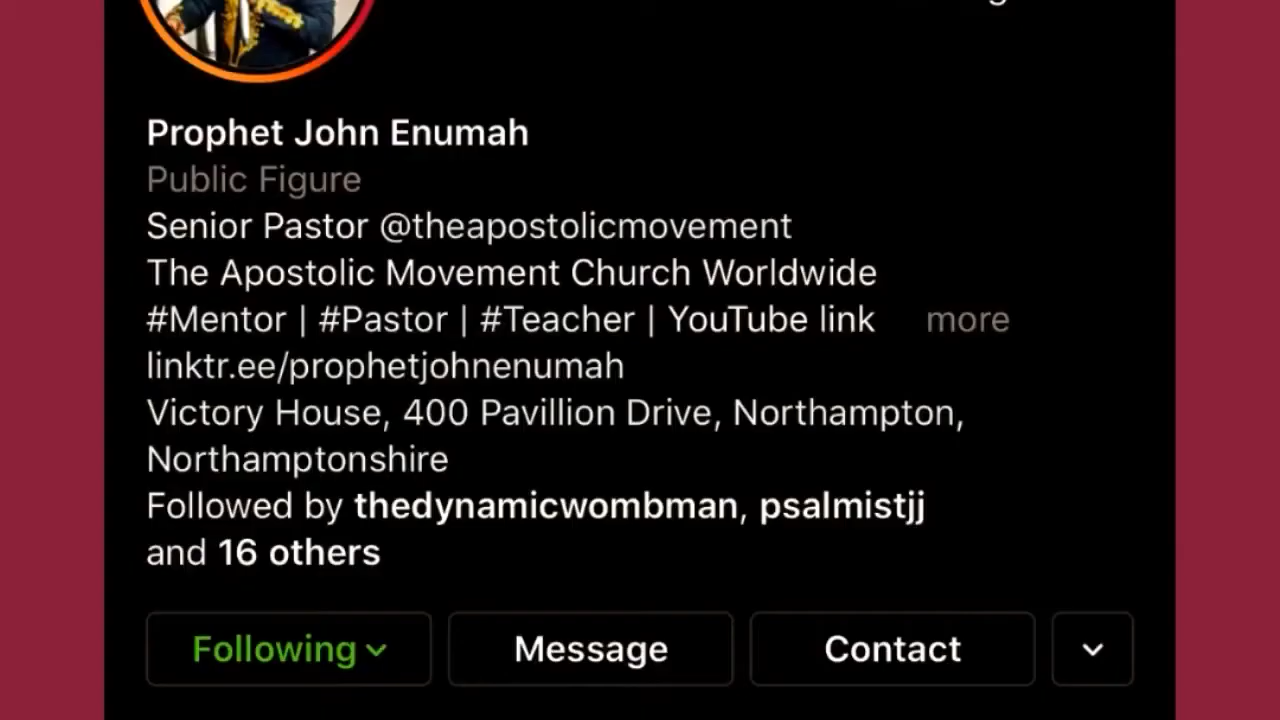 Prophet John Enumah
Public Figure
Senior Pastor @theapostolicmovement
The Apostolic Movement Church Worldwide
#Mentor | #Pastor | #Teacher | YouTube link more
linktr.ee/prophetjohnenumah
Victory House, 400 Pavillion Drive, Northampton,
Northamptonshire
Followed by thedynamicwombman, psalmistjj
and 16 others
Following Message Contact